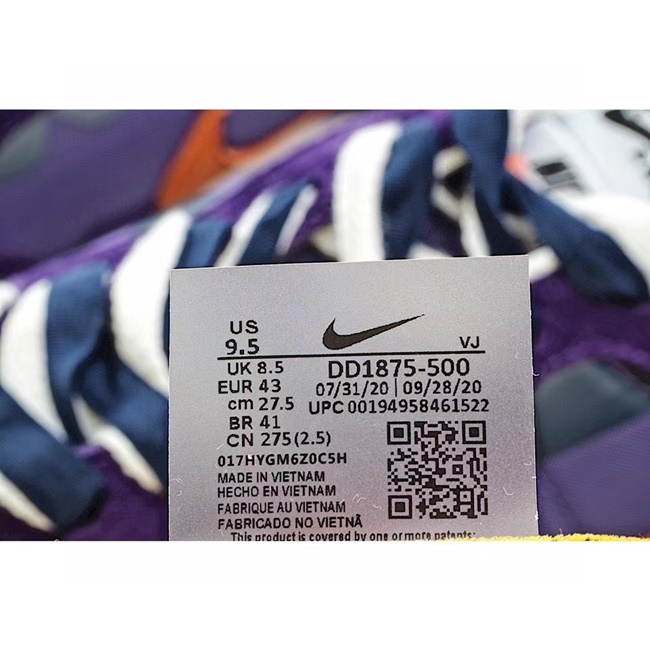 US
9.5
VJ
UK 8.5
DD1875-500
EUR 43
07/31/20 | 09/28/20
cm 27.5
UPC 00194958461522
BR 41
CN 275(2.5)
017HYGM6Z0C5H
MADE IN VIETNAM
HECHO EN VIETNAM
FABRIQUE AU VIETNAM
FABRICADO NO VIETNÃ
This product is covered by one or more patents: